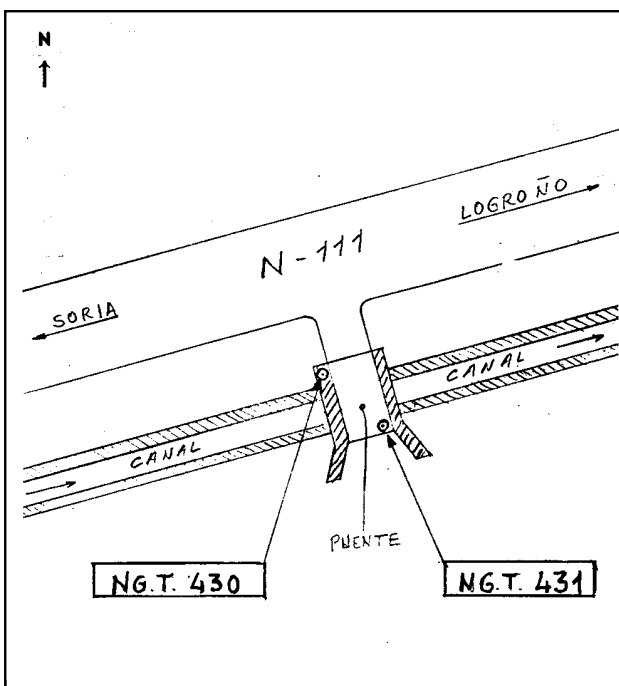 N
LOGROÑO
N-111
SORIA
CANAL
CANAL
PUENTE
NG.T. 430
NG.T. 431